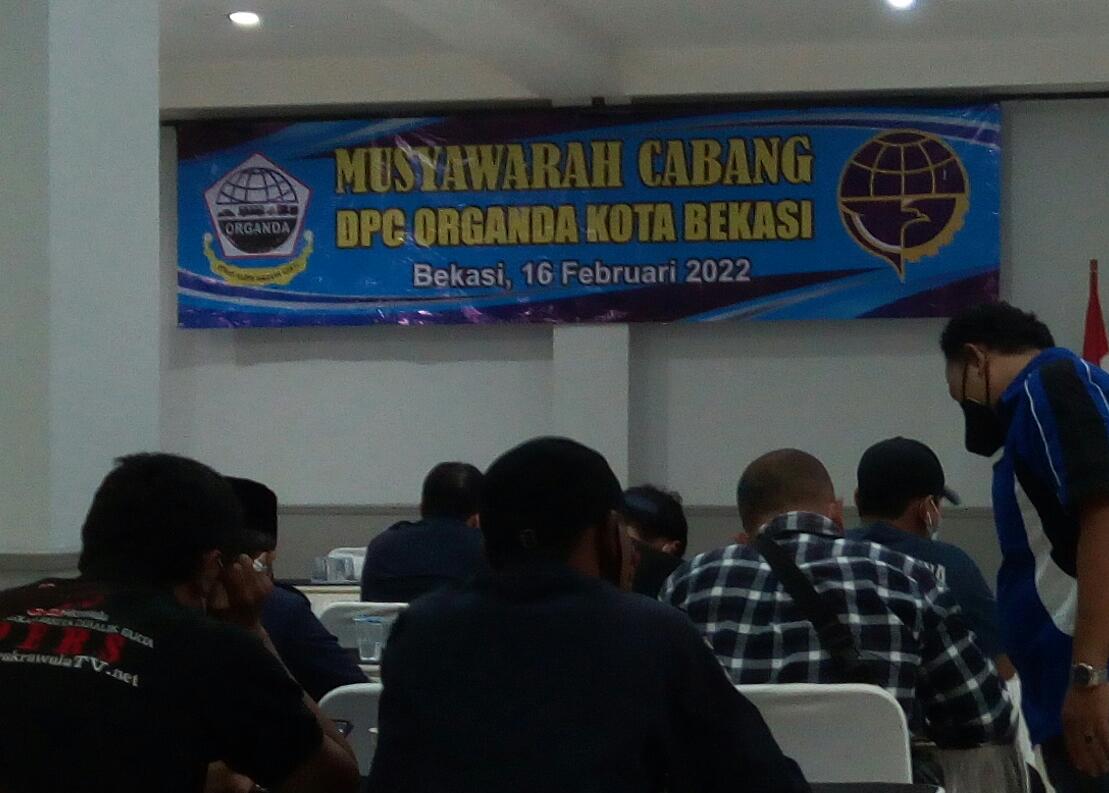 MUSYAWARAH CABANG
DPC ORGANDA KOTA BEKASI
Bekasi, 16 Februari 2022
ORGANDA
TV.net